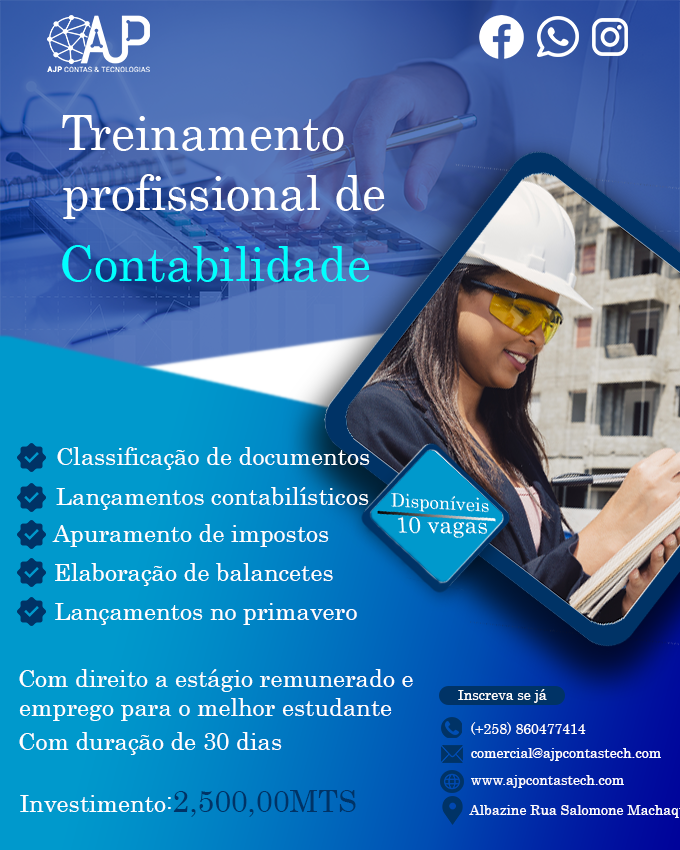 AJP
AJP CONTAS & TECNOLOGIAS
Treinamento
profissional de
Contabilidade
Classificação de documentos
Lançamentos contabilísticos
Apuramento de impostos
Elaboração de balancetes
Lançamentos no primavero
Disponíveis
10 vagas
Com direito a estágio remunerado e
emprego para o melhor estudante
Com duração de 30 dias
Investimento:2,500,00MTS
Inscreva se já
(+258) 860477414
comercial@ajpcontastech.com
www.ajpcontastech.com
Albazine Rua Salomone